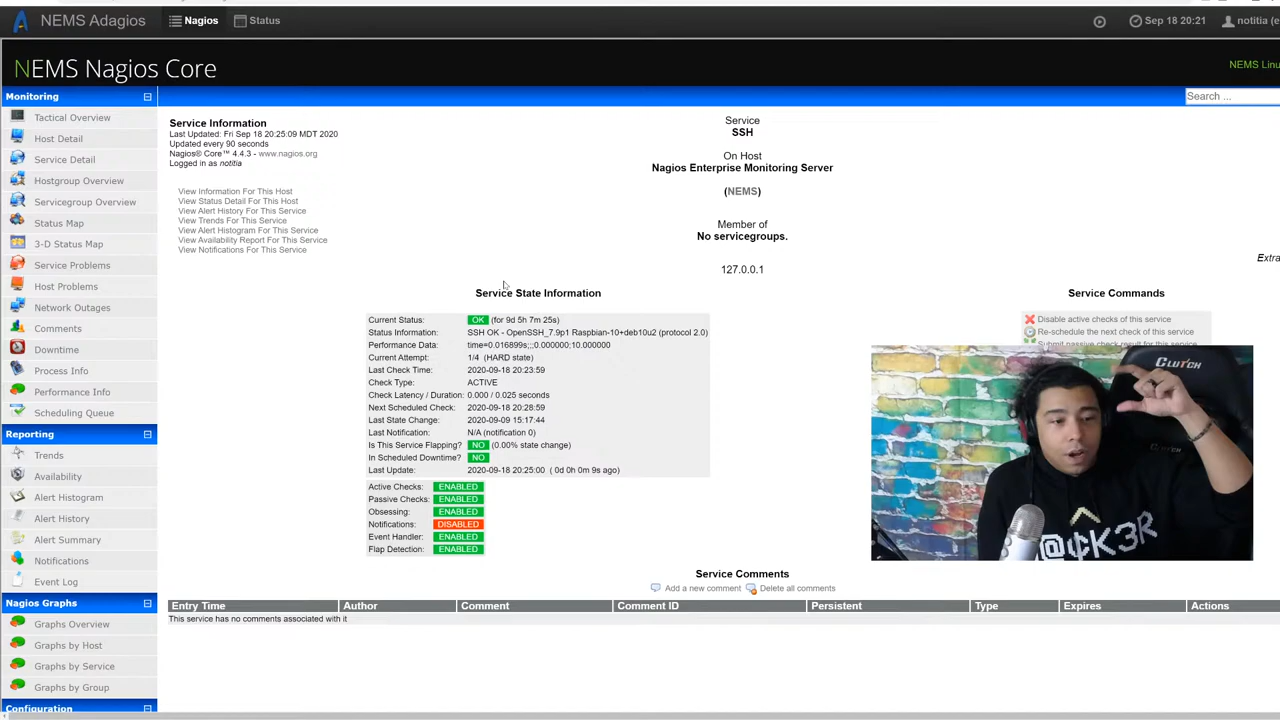 NEMS Adagios
Nagios
Status
Sep 18 20:21
notitia (e
NEMS Nagios Core
NEMS Linu
Monitoring
Search ...
Tactical Overview
Host Detail
Service Detail
Hostgroup Overview
Servicegroup Overview
Status Map
3-D Status Map
Service Problems
Host Problems
Network Outages
Comments
Downtime
Process Info
Performance Info
Scheduling Queue
Reporting
Trends
Availability
Alert Histogram
Alert History
Alert Summary
Notifications
Event Log
Nagios Graphs
Graphs Overview
Graphs by Host
Graphs by Service
Graphs by Group
Configuration
Service Information
Last Updated: Fri Sep 18 20:25:09 MDT 2020
Updated every 90 seconds
Nagios® Core™ 4.4.3 - www.nagios.org
Logged in as notitia
View Information For This Host
View Status Detail For This Host
View Alert History For This Service
View Trends For This Service
View Alert Histogram For This Service
View Availability Report For This Service
View Notifications For This Service
Service
SSH
On Host
Nagios Enterprise Monitoring Server
(NEMS)
Member of
No servicegroups.
127.0.0.1
Extra
Service State Information
Current Status: OK (for 9d 5h 7m 25s)
Status Information: SSH OK - OpenSSH_7.9p1 Raspbian-10+deb10u2 (protocol 2.0)
Performance Data: time=0.016899s;;;0.000000;10.000000
Current Attempt: 1/4 (HARD state)
Last Check Time: 2020-09-18 20:23:59
Check Type: ACTIVE
Check Latency / Duration: 0.000 / 0.025 seconds
Next Scheduled Check: 2020-09-18 20:28:59
Last State Change: 2020-09-09 15:17:44
Last Notification: N/A (notification 0)
Is This Service Flapping? NO (0.00% state change)
In Scheduled Downtime? NO
Last Update: 2020-09-18 20:25:00 ( 0d 0h 0m 9s ago)
Active Checks: ENABLED
Passive Checks: ENABLED
Obsessing: ENABLED
Notifications: DISABLED
Event Handler: ENABLED
Flap Detection: ENABLED
Service Commands
Disable active checks of this service
Re-schedule the next check of this service
Submit passive check result for this service
CLUTCH
@¢K3R
Service Comments
Add a new comment Delete all comments
Entry Time Author Comment Comment ID Persistent Type Expires Actions
This service has no comments associated with it